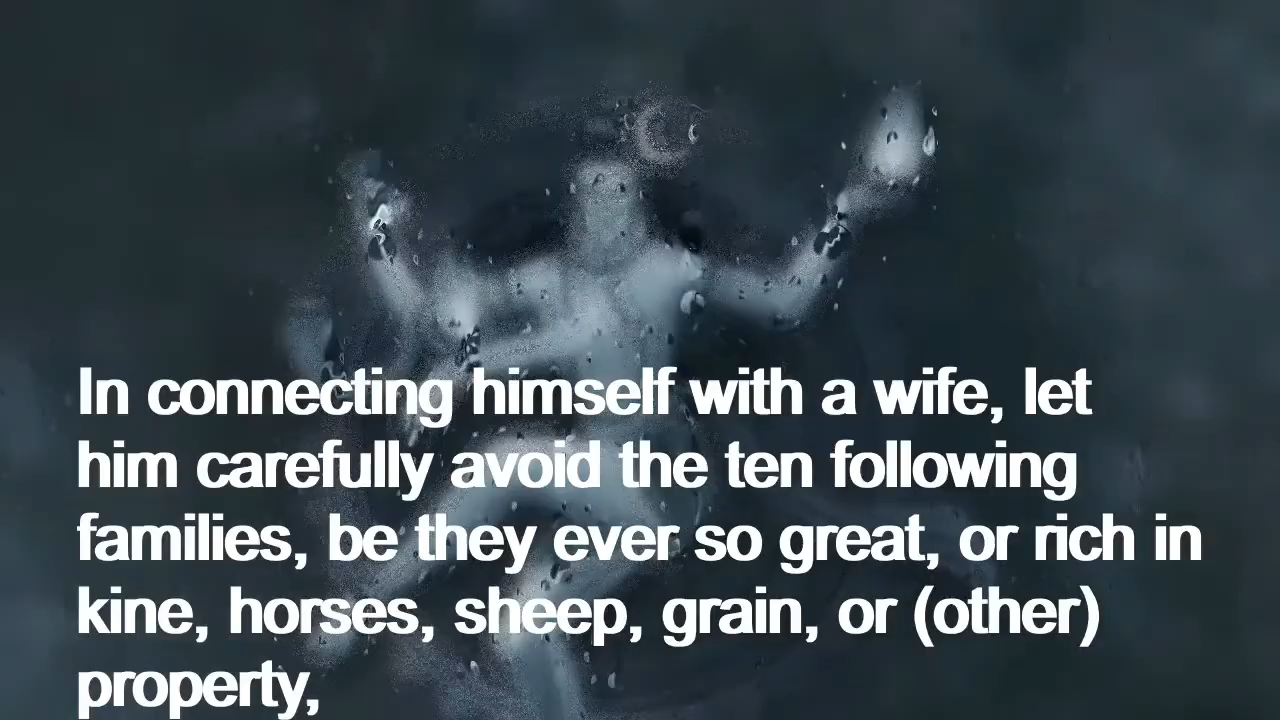 In connecting himself with a wife, let
him carefully avoid the ten following
families, be they ever so great, or rich in
kine, horses, sheep, grain, or (other)
property,